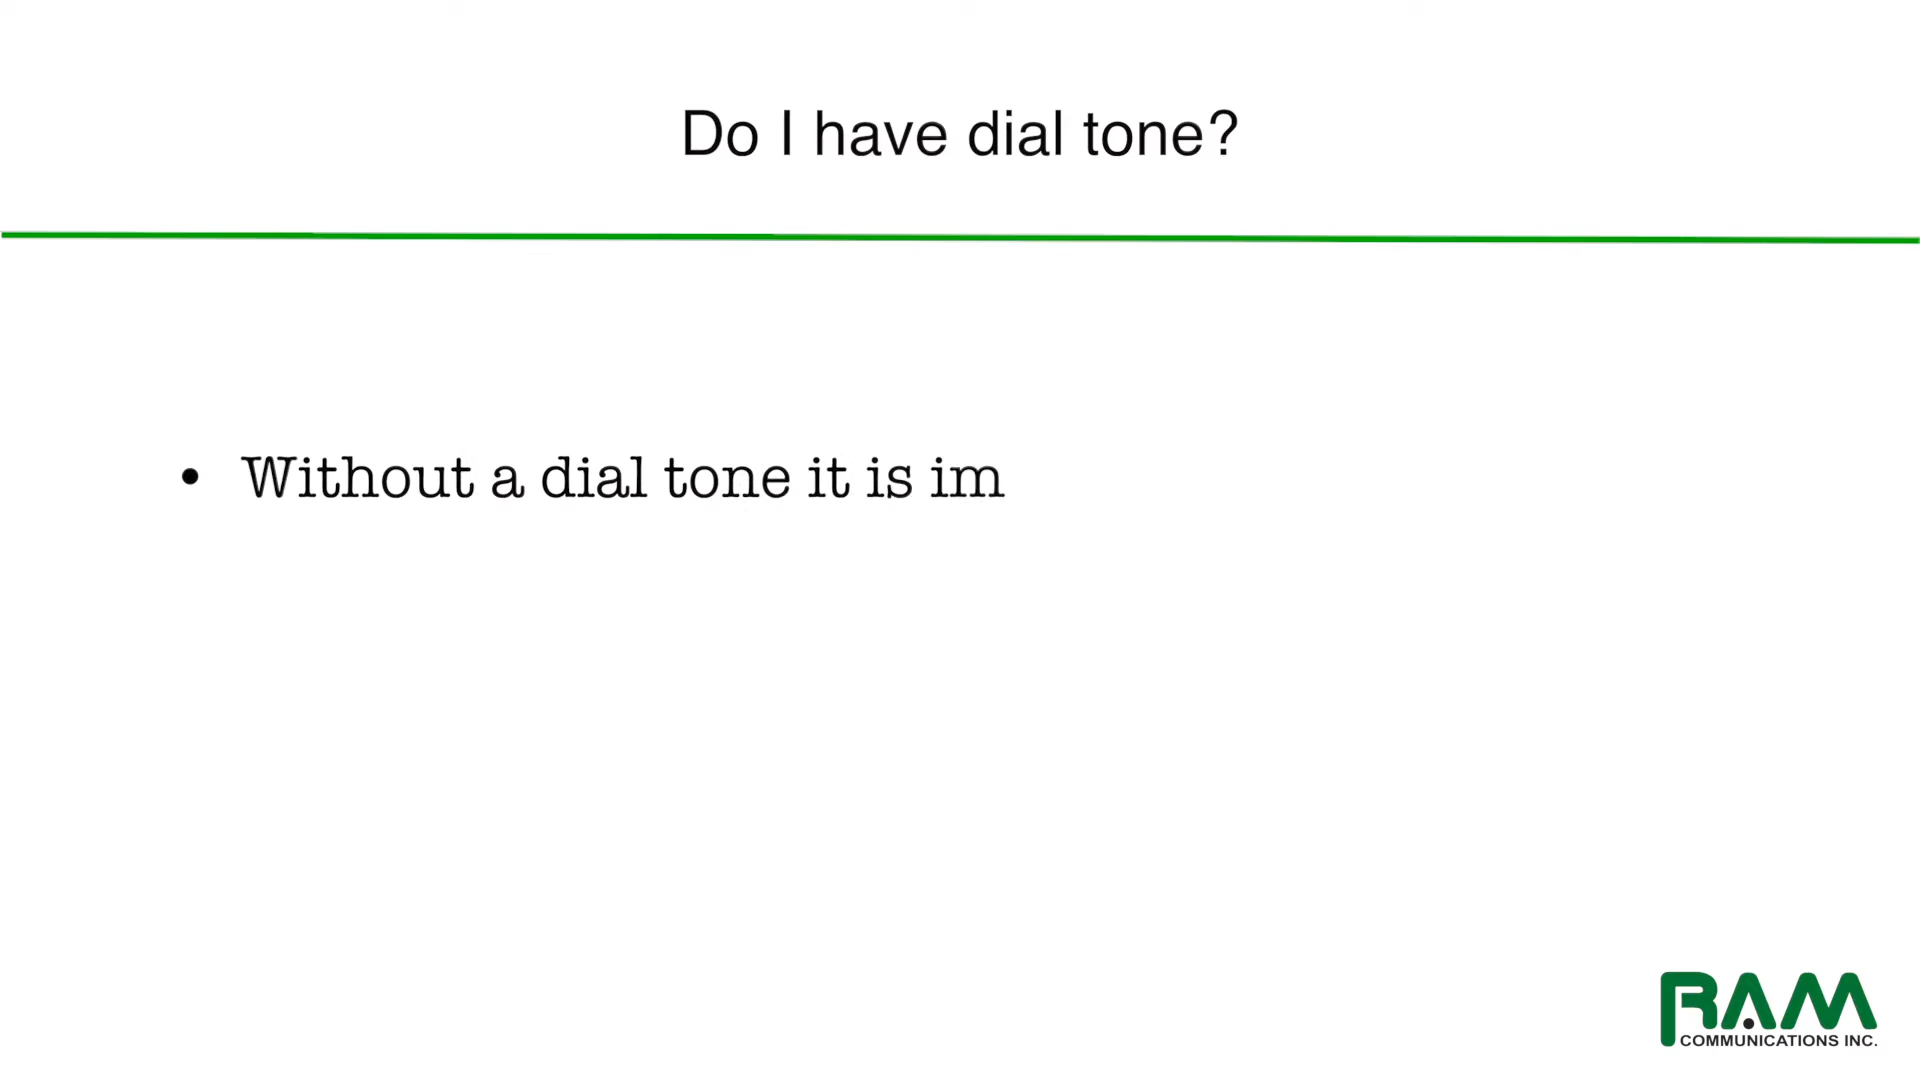 Do I have dial tone?
• Without a dial tone it is im
RAM
COMMUNICATIONS INC.